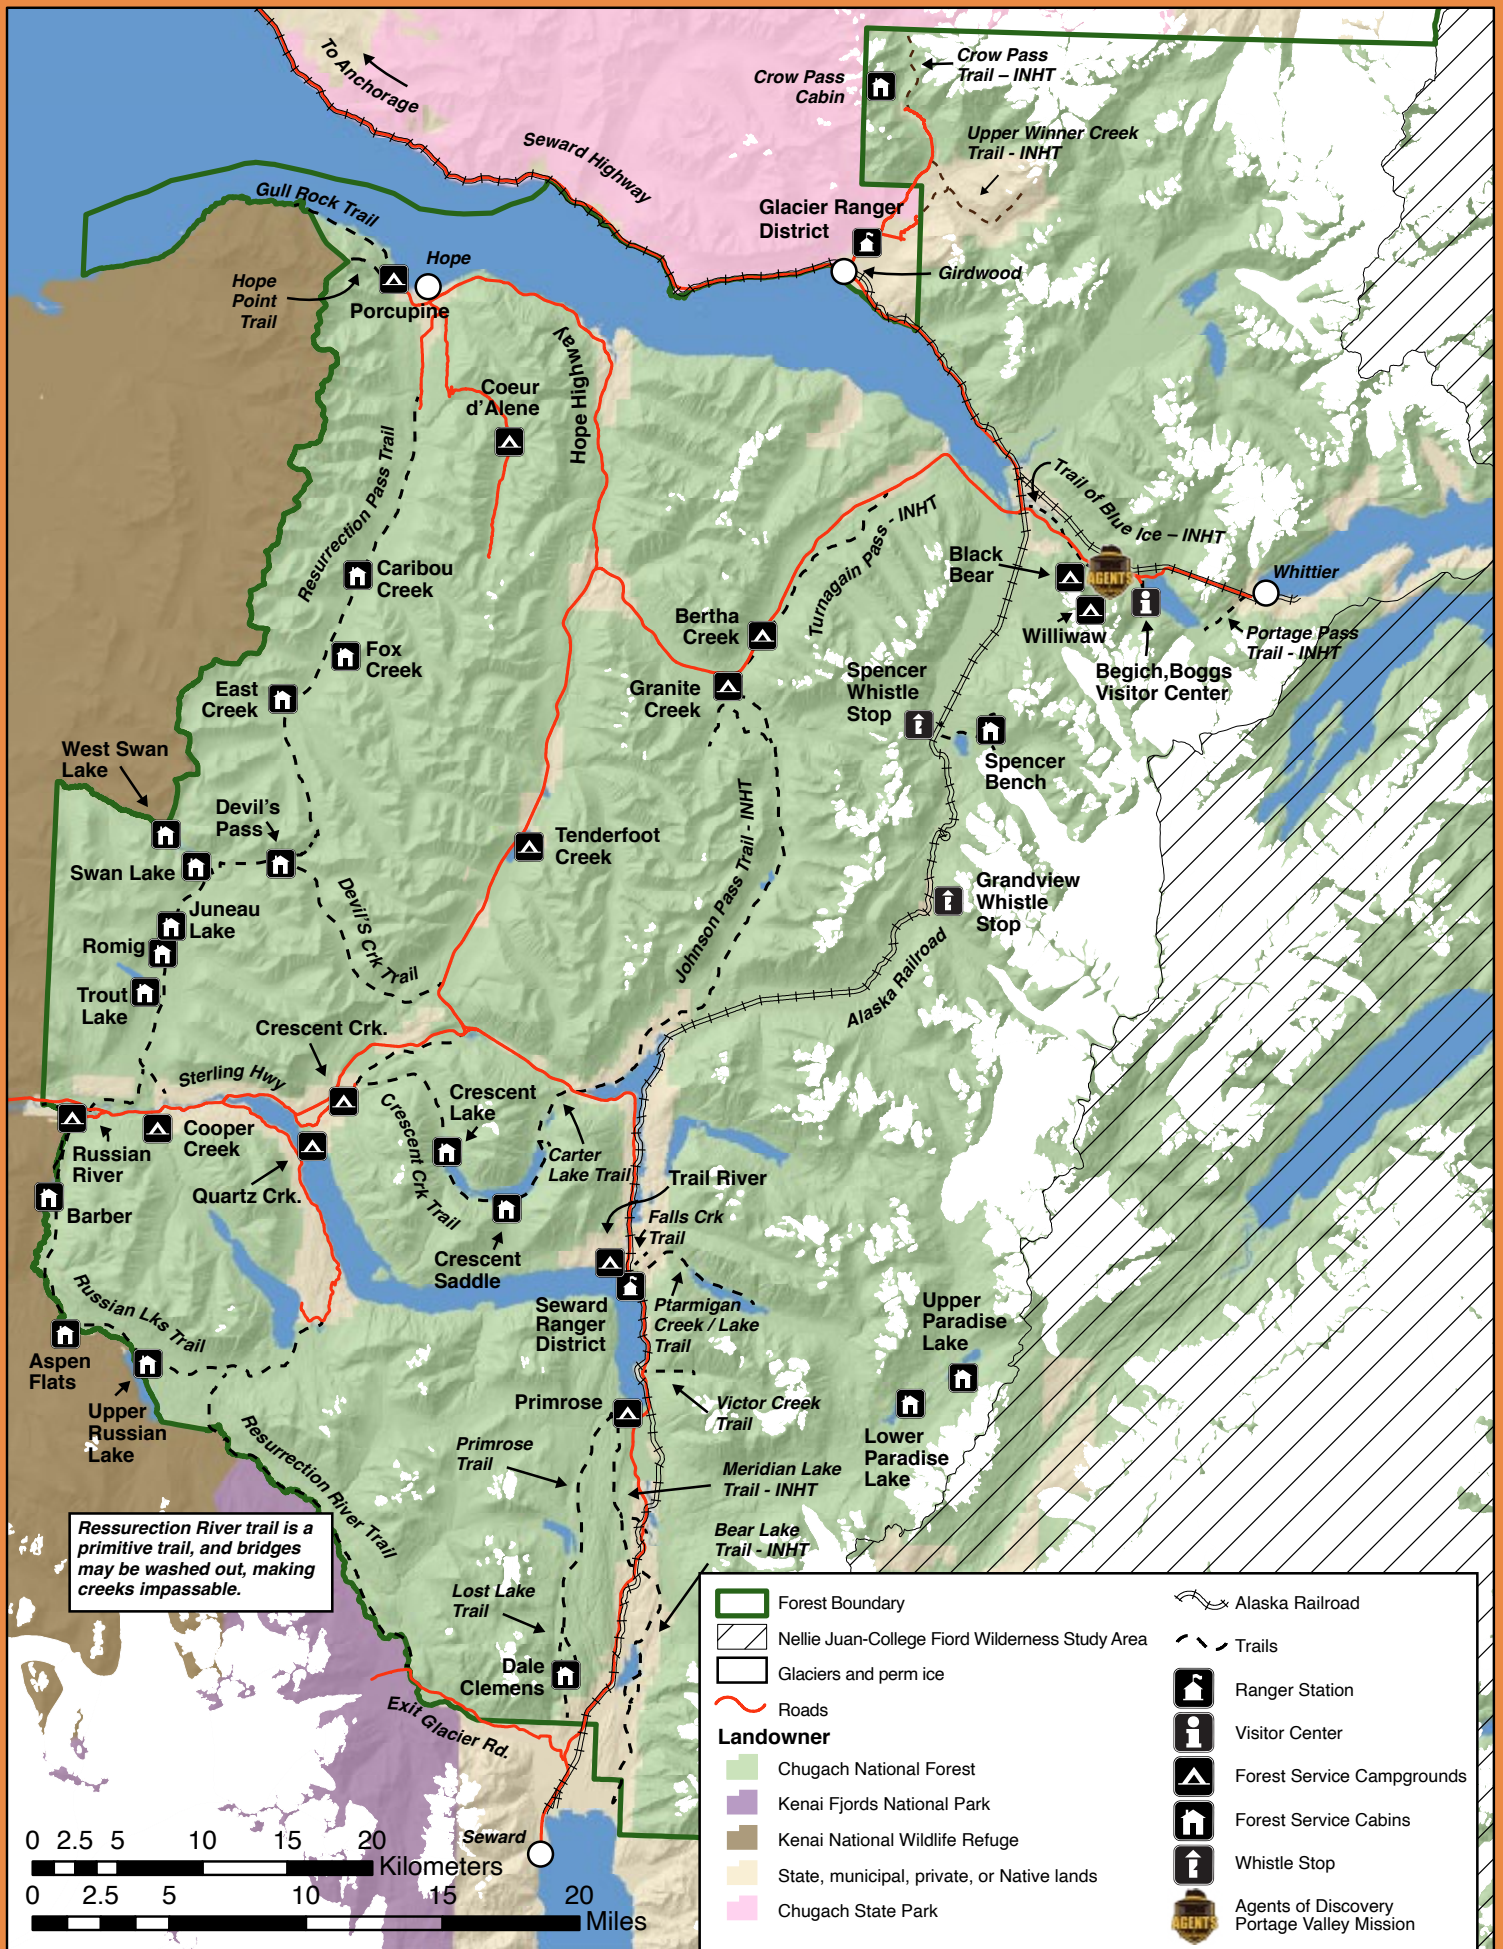 To Anchorage
Seward Highway
Crow Pass
Cabin
Crow Pass
Trail – INHT
Upper Winner Creek
Trail - INHT
Glacier Ranger
District
Girdwood
Gull Rock Trail
Hope
Point
Trail
Hope
Porcupine
Hope Highway
Coeur
d'Alene
Resurrection Pass Trail
Caribou
Creek
Fox
Creek
East
Creek
Turnagain Pass - INHT
Trail of Blue Ice – INHT
Black
Bear
AGENTS
Whittier
Williwaw
Portage Pass
Trail - INHT
Begich,Boggs
Visitor Center
Bertha
Creek
Granite
Creek
Spencer
Whistle
Stop
Spencer
Bench
West Swan
Lake
Devil's
Pass
Swan Lake
Tenderfoot
Creek
Johnson Pass Trail - INHT
Grandview
Whistle
Stop
Juneau
Lake
Romig
Trout
Lake
Devil'S Crk Trail
Alaska Railroad
Crescent Crk.
Sterling Hwy
Crescent
Lake
Crescent Crk Trail
Carter
Lake Trail
Cooper
Creek
Russian
River
Quartz Crk.
Barber
Trail River
Falls Crk
Trail
Crescent
Saddle
Seward
Ranger
District
Ptarmigan
Creek / Lake
Trail
Upper
Paradise
Lake
Russian Lks Trail
Aspen
Flats
Upper
Russian
Lake
Primrose
Victor Creek
Trail
Lower
Paradise
Lake
Resurrection River Trail
Primrose
Trail
Meridian Lake
Trail - INHT
Bear Lake
Trail - INHT
Ressurection River trail is a
primitive trail, and bridges
may be washed out, making
creeks impassable.
Lost Lake
Trail
Dale
Clemens
Exit Glacier Rd.
Seward
0 2.5 5 10 15 20
Kilometers
0 2.5 5 10 15 20
Miles
Forest Boundary
Nellie Juan-College Fiord Wilderness Study Area
Glaciers and perm ice
Roads
Landowner
Chugach National Forest
Kenai Fjords National Park
Kenai National Wildlife Refuge
State, municipal, private, or Native lands
Chugach State Park
Alaska Railroad
Trails
Ranger Station
Visitor Center
Forest Service Campgrounds
Forest Service Cabins
Whistle Stop
AGENTS
Agents of Discovery
Portage Valley Mission